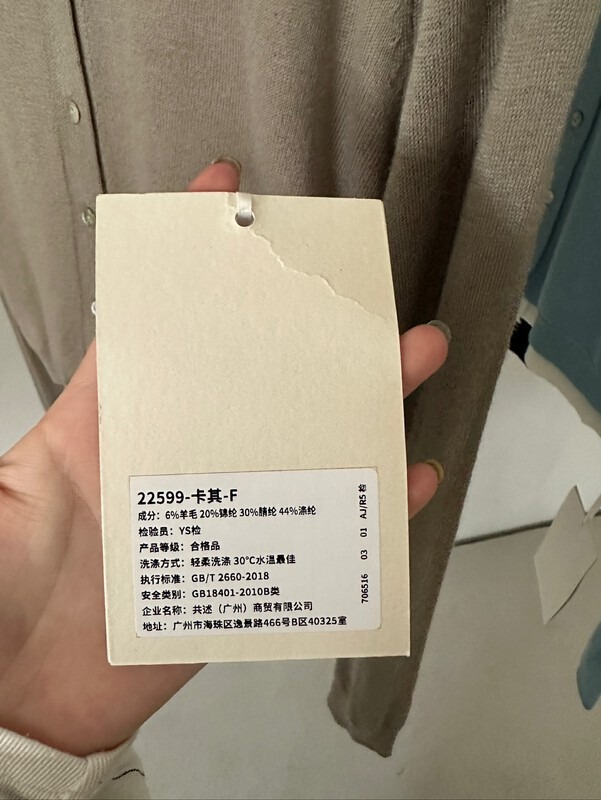 22599-卡其-F
成分：6%羊毛 20%锦纶 30%腈纶 44%涤纶
检验员：YS检
产品等级：合格品
洗涤方式：轻柔洗涤 30°C水温最佳
执行标准：GB/T 2660-2018
安全类别：GB18401-2010B类
企业名称：共述（广州）商贸有限公司
地址：广州市海珠区逸景路466号B区40325室
706516 03 01 AJ/R5 检